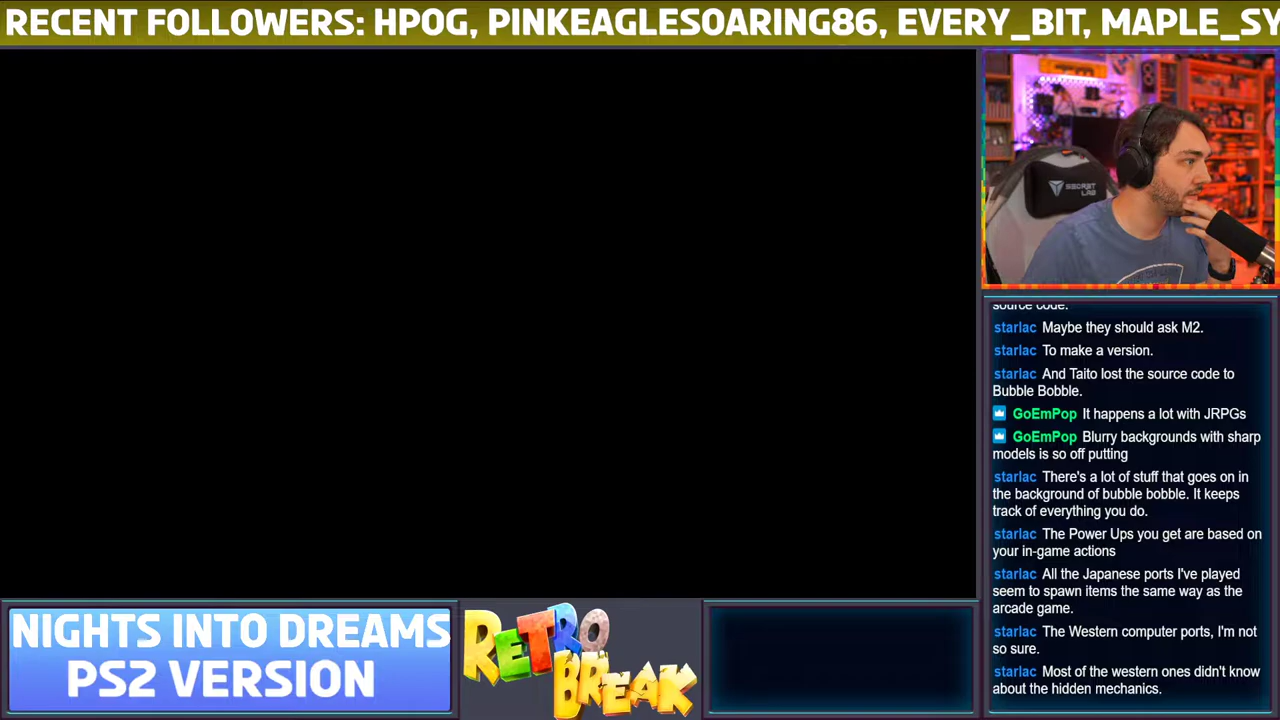 RECENT FOLLOWERS: HPOG, PINKEAGLESOARING86, EVERY_BIT, MAPLE_SY
SECRET
LAB
source code.
starlac Maybe they should ask M2.
starlac To make a version.
starlac And Taito lost the source code to
Bubble Bobble.
GoEmPop It happens a lot with JRPGs
GoEmPop Blurry backgrounds with sharp
models is so off putting
starlac There's a lot of stuff that goes on in
the background of bubble bobble. It keeps
track of everything you do.
starlac The Power Ups you get are based on
your in-game actions
starlac All the Japanese ports I've played
seem to spawn items the same way as the
arcade game.
starlac The Western computer ports, I'm not
so sure.
starlac Most of the western ones didn't know
about the hidden mechanics.
NIGHTS INTO DREAMS
PS2 VERSION
RETRO
BREAK